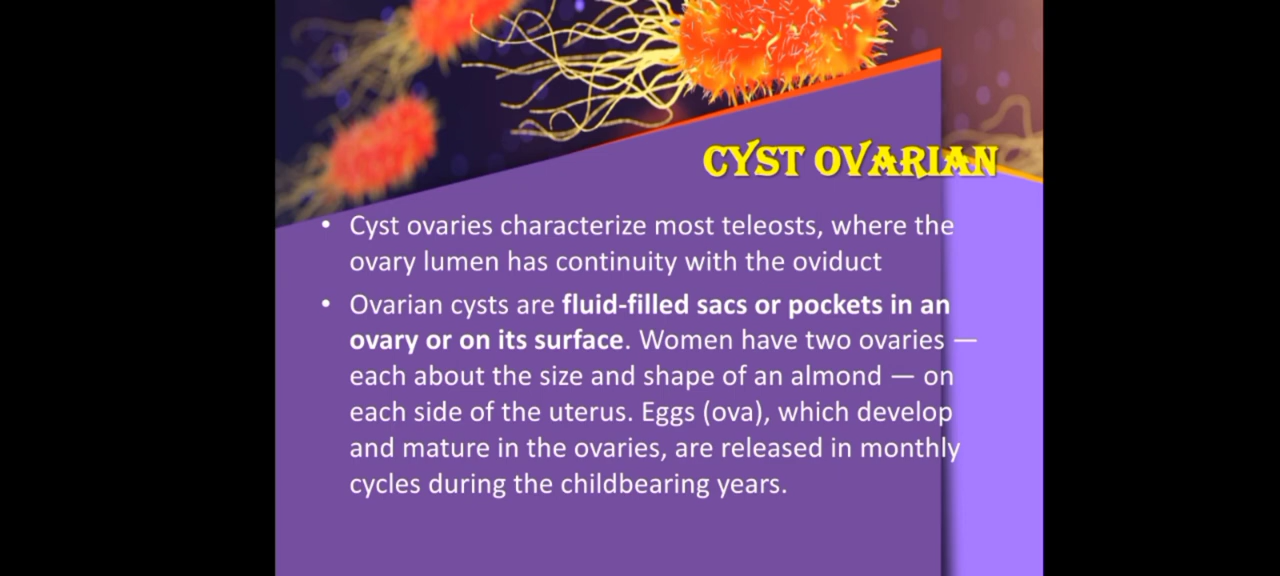 CYST OVARIAN
• Cyst ovaries characterize most teleosts, where the
ovary lumen has continuity with the oviduct
• Ovarian cysts are fluid-filled sacs or pockets in an
ovary or on its surface. Women have two ovaries —
each about the size and shape of an almond — on
each side of the uterus. Eggs (ova), which develop
and mature in the ovaries, are released in monthly
cycles during the childbearing years.